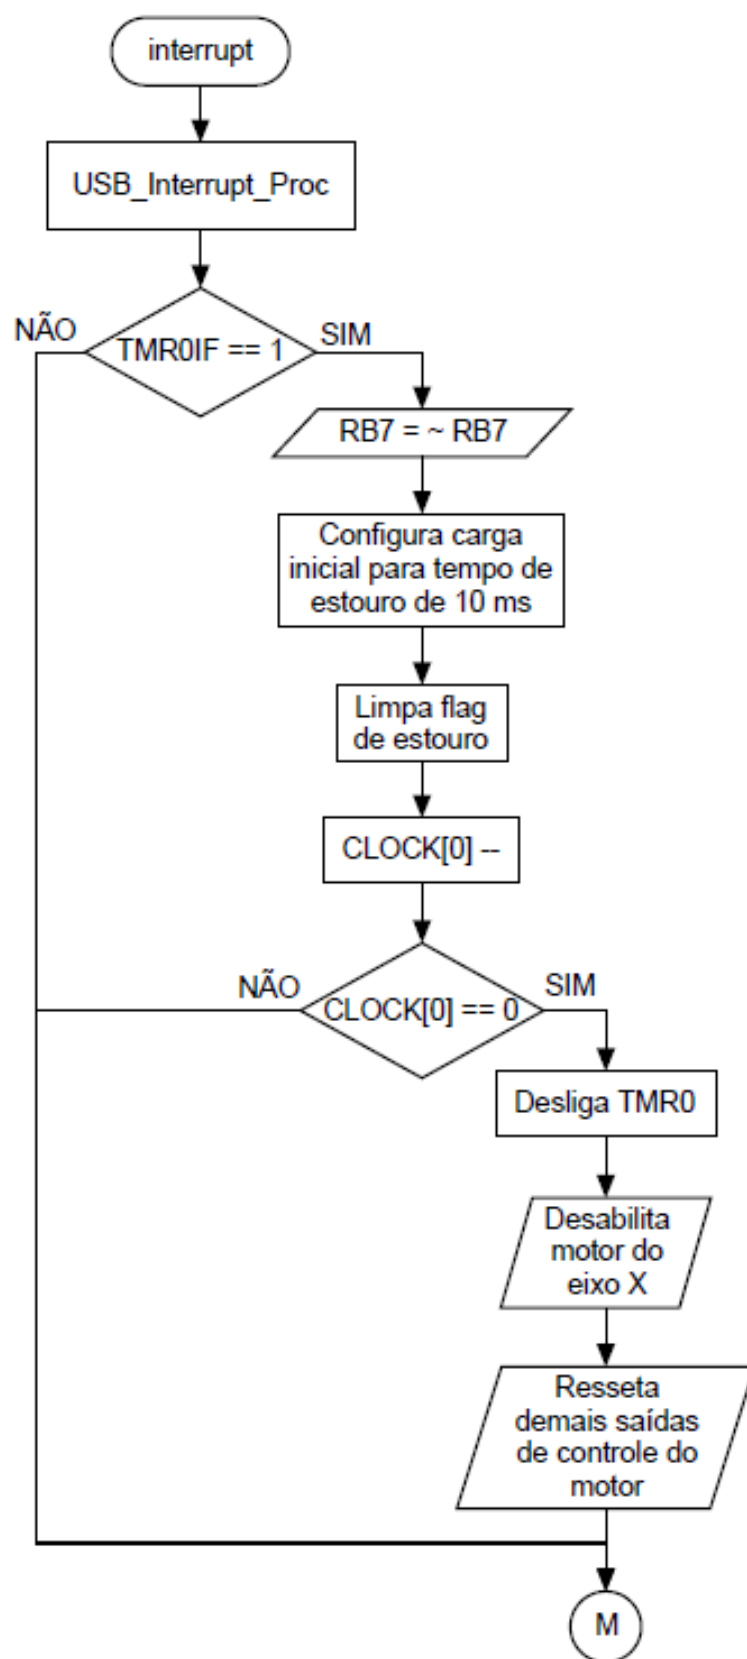 interrupt
USB_Interrupt_Proc
NÃO
SIM
TMR0IF == 1
RB7 = ~ RB7
Configura carga
inicial para tempo de
estouro de 10 ms
Limpa flag
de estouro
CLOCK[0] --
NÃO
SIM
CLOCK[0] == 0
Desliga TMR0
Desabilita
motor do
eixo X
Resseta
demais saídas
de controle do
motor
M